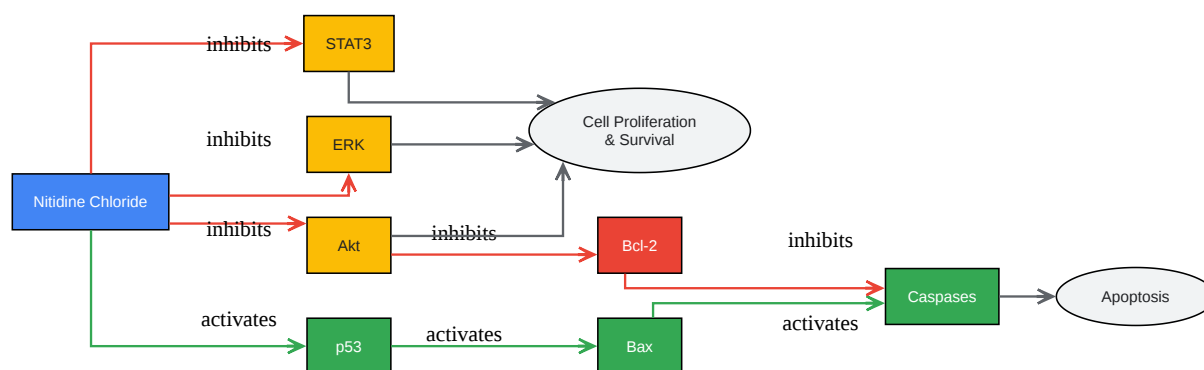 inhibits
STAT3
Cell Proliferation
& Survival
inhibits
ERK
Nitidine Chloride
inhibits
Akt
inhibits
Bcl-2
inhibits
Caspases
Apoptosis
activates
p53
activates
Bax
activates